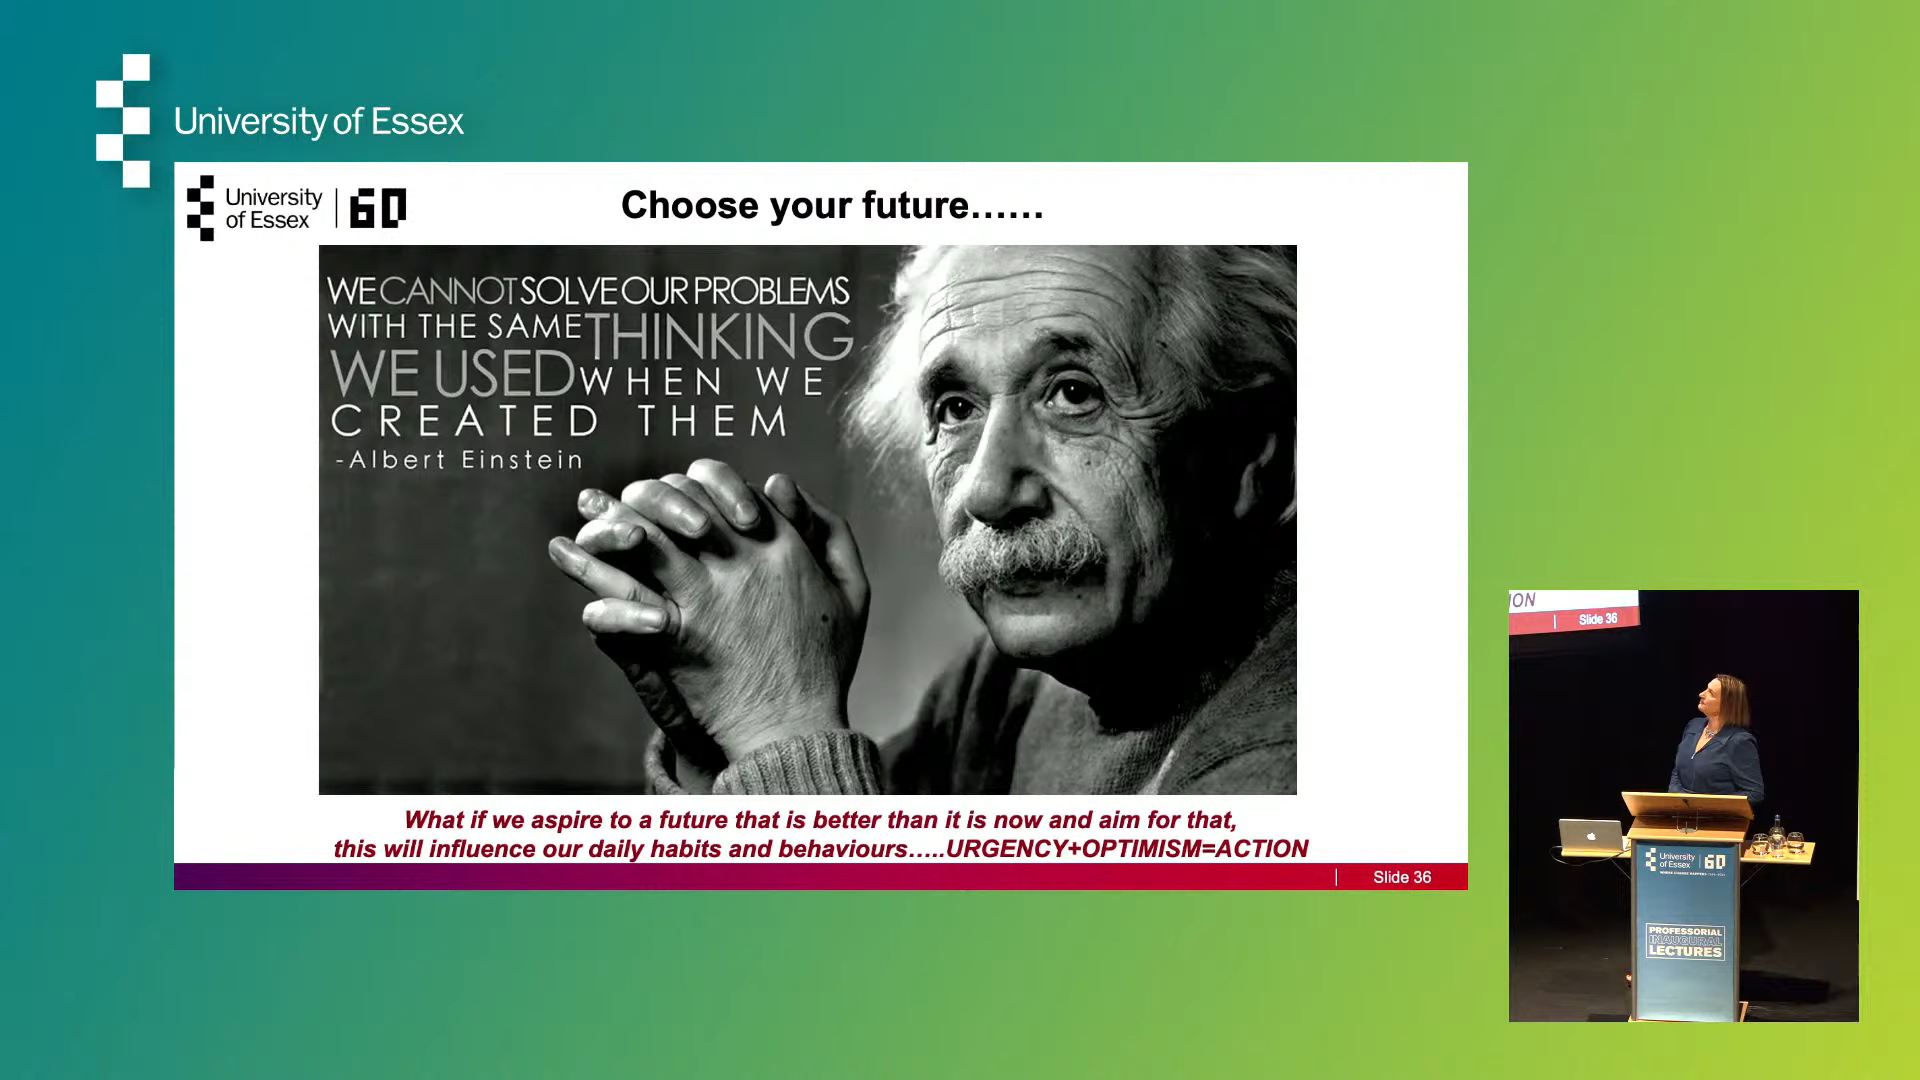 University of Essex
University
of Essex
60
Choose your future......
WE CANNOT SOLVE OUR PROBLEMS
WITH THE SAME THINKING
WE USED WHEN WE
CREATED THEM
-Albert Einstein
What if we aspire to a future that is better than it is now and aim for that,
this will influence our daily habits and behaviours.....URGENCY+OPTIMISM=ACTION
Slide 36
ION
Slide 36
University
of Essex
60
PROFESSORIAL
INAUGURAL
LECTURES